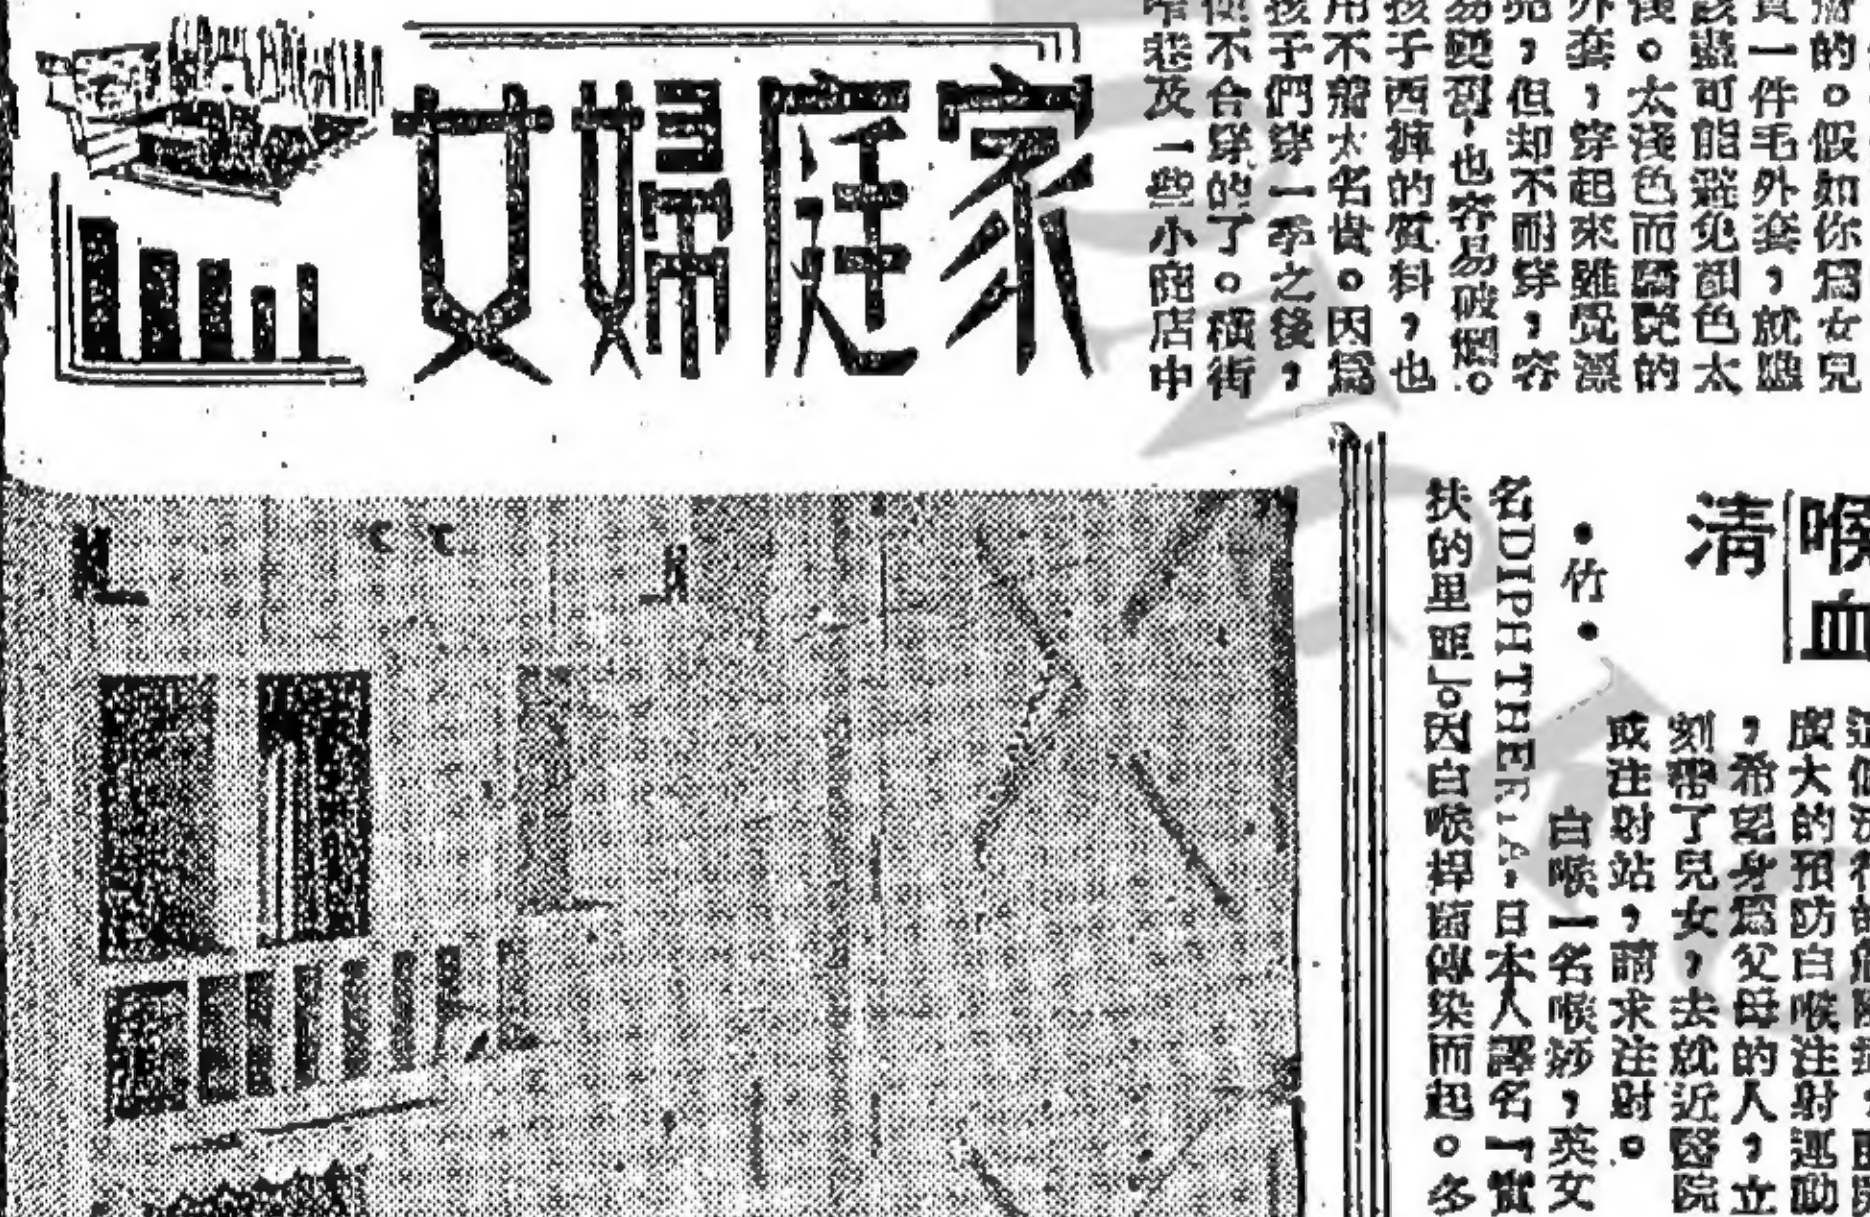 家庭婦女
的。假如你爲女兒
買一件毛外套，就應
該盡可能避免顏色太
淺。太淺色而豔麗的
外套，穿起來雖覺漂
亮，但却不耐穿，容
易變舊，也容易破爛。
孩子西褲的質料，也
用不着太名貴。因爲
孩子們穿一季之後，
便不合穿的了。橫街
窄巷及一些小商店中
喉
血
清
•竹•
廣大的預防白喉注射運動
，希望身爲父母的人，立
刻帶了兒女，去就近醫院
或注射站，請求注射。
白喉一名喉痧，英文
名DIPHTHERIA，日本人譯名「實
扶的里亞」。因白喉桿菌傳染而起。多